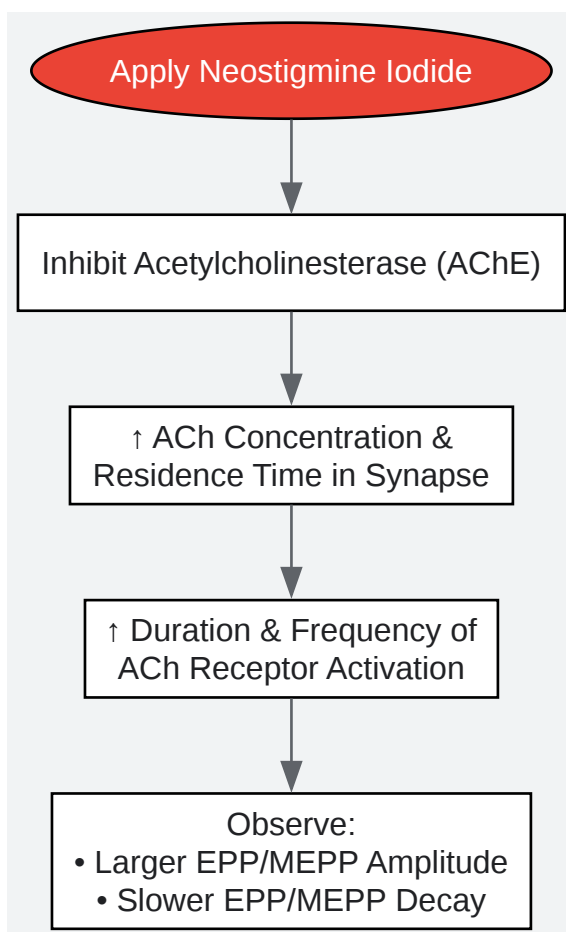 Apply Neostigmine Iodide
Inhibit Acetylcholinesterase (AChE)
↑ ACh Concentration &
Residence Time in Synapse
↑ Duration & Frequency of
ACh Receptor Activation
Observe:
• Larger EPP/MEPP Amplitude
• Slower EPP/MEPP Decay